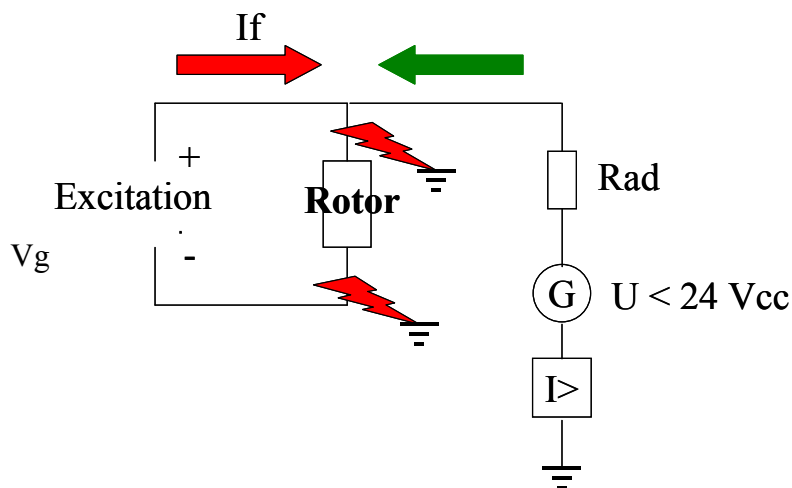 If
+
Excitation
-
Vg
Rotor
Rad
G
U < 24 Vcc
I>